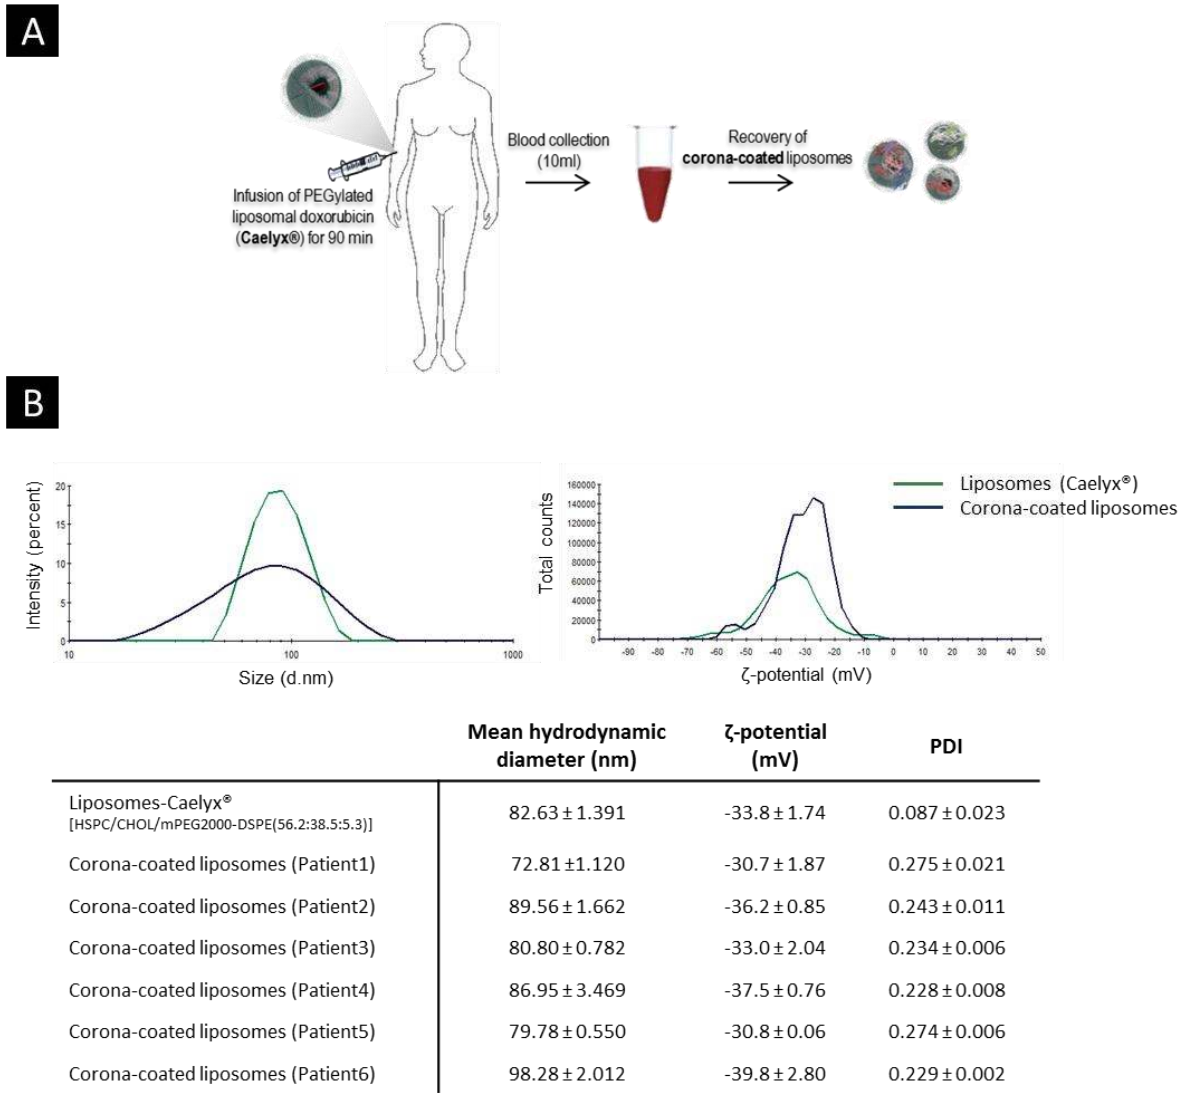 A
Blood collection
(10ml)
Recovery of
corona-coated liposomes
Infusion of PEGylated
liposomal doxorubicin
(Caelyx®) for 90 min
B
Intensity (percent)
20
15
10
5
0
10
100
1000
Size (d.nm)
Total counts
160000
140000
120000
100000
80000
60000
40000
20000
0
-90 -80 -70 -60 -50 -40 -30 -20 -10 0 10 20 30 40 50
ζ-potential (mV)
Liposomes (Caelyx®)
Corona-coated liposomes
Mean hydrodynamic diameter (nm) ζ-potential (mV) PDI
Liposomes-Caelyx® 82.63±1.391 -33.8±1.74 0.087±0.023
[HSPC/CHOL/mPEG2000-DSPE(56.2:38.5:5.3)]
Corona-coated liposomes (Patient1) 72.81±1.120 -30.7±1.87 0.275±0.021
Corona-coated liposomes (Patient2) 89.56±1.662 -36.2±0.85 0.243±0.011
Corona-coated liposomes (Patient3) 80.80±0.782 -33.0±2.04 0.234±0.006
Corona-coated liposomes (Patient4) 86.95±3.469 -37.5±0.76 0.228±0.008
Corona-coated liposomes (Patient5) 79.78±0.550 -30.8±0.06 0.274±0.006
Corona-coated liposomes (Patient6) 98.28±2.012 -39.8±2.80 0.229±0.002